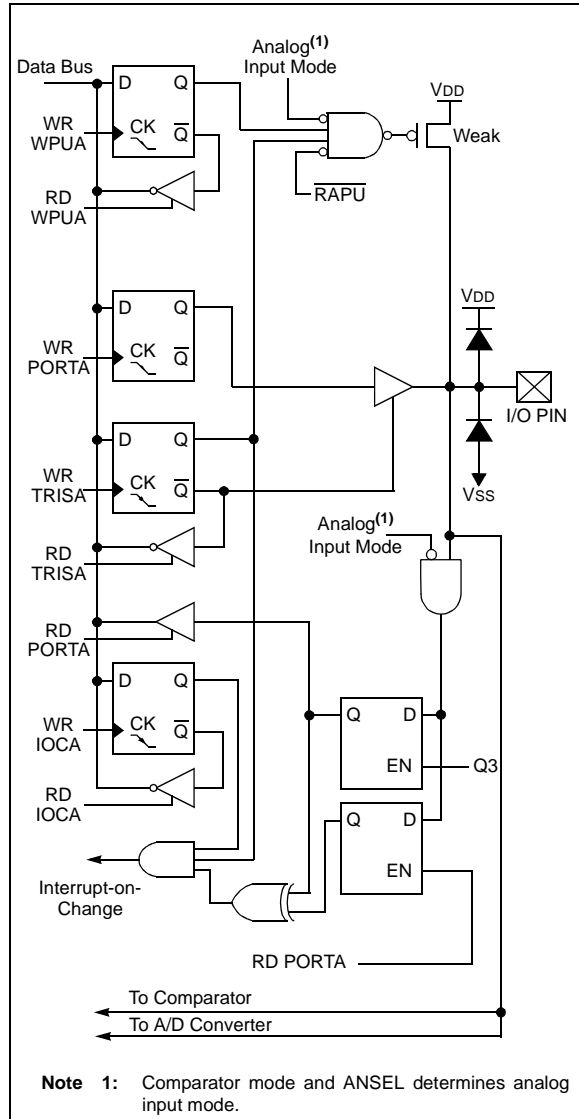 Analog(1)
Input Mode
Data Bus
D Q
VDD
WR
WPUA
CK
Q
Weak
RD
WPUA
RAPU
D Q
VDD
WR
PORTA
CK
Q
I/O PIN
D Q
WR
TRISA
CK
Q
VSS
Analog(1)
Input Mode
RD
TRISA
RD
PORTA
D Q
Q D
WR
IOCA
CK
Q
EN
Q3
RD
IOCA
Q D
EN
Interrupt-on-
Change
RD PORTA
To Comparator
To A/D Converter
Note 1: Comparator mode and ANSEL determines analog
input mode.